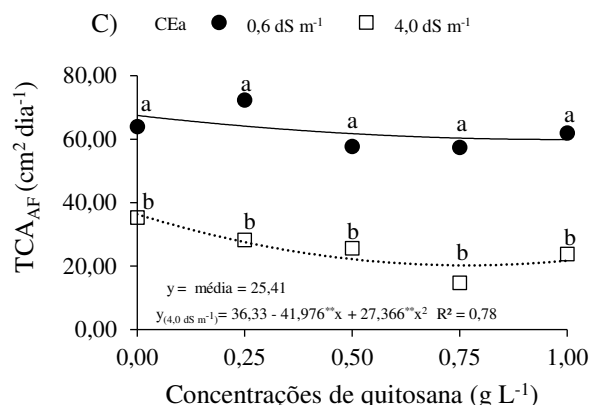 C) CEa ● 0,6 dS m⁻¹ □ 4,0 dS m⁻¹
TCA_AF (cm² dia⁻¹)
80,00
60,00
40,00
20,00
0,00
a a a a a
b b b b b
y = média = 25,41
y₍₄,₀ dS m⁻¹₎= 36,33 - 41,976**x + 27,366**x² R² = 0,78
0,00 0,25 0,50 0,75 1,00
Concentrações de quitosana (g L⁻¹)